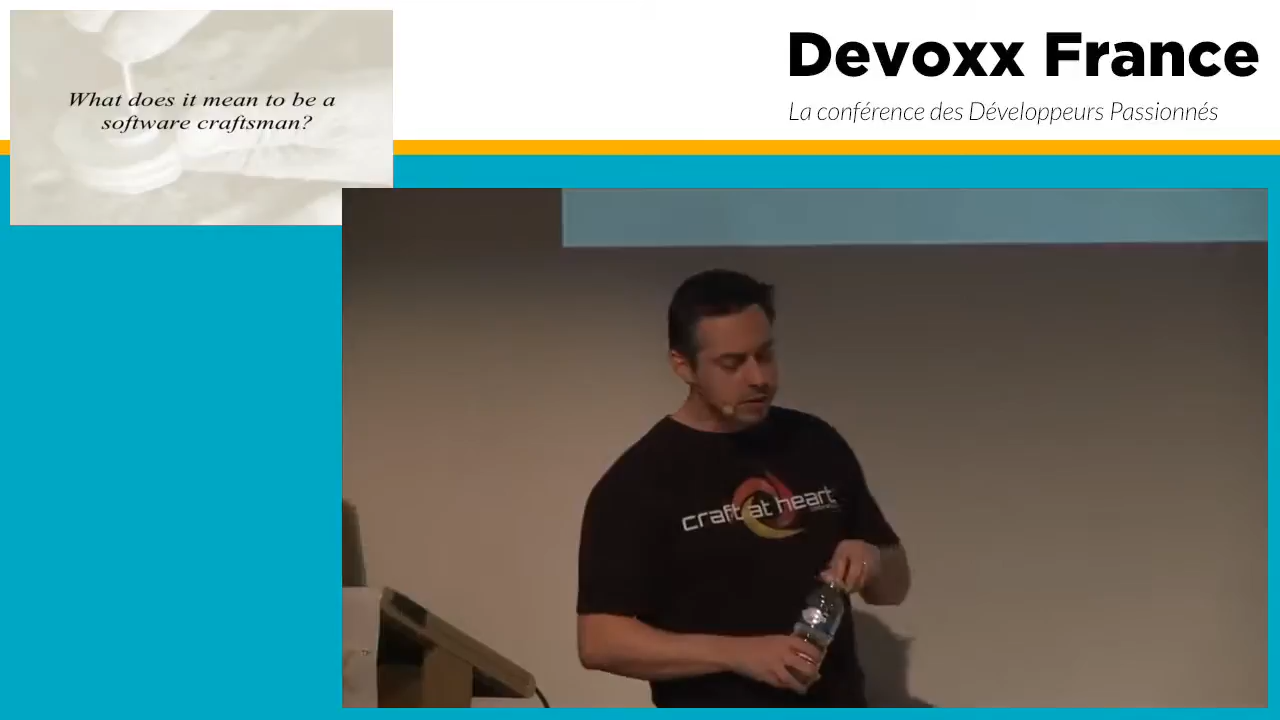 What does it mean to be a
software craftsman?
Devoxx France
La conférence des Développeurs Passionnés
craft at heart